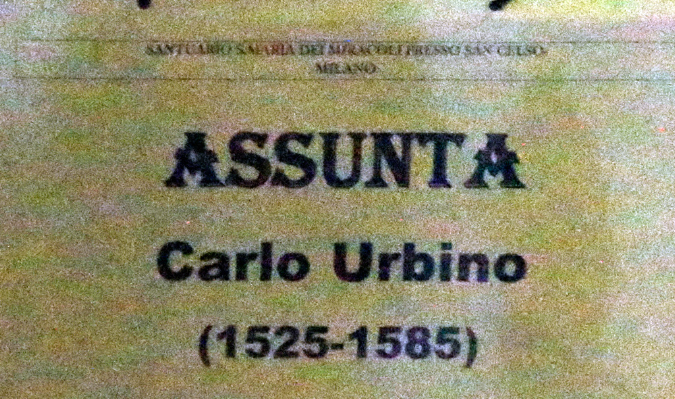 SANTUARIO S.MARIA DEI MIRACOLI PRESSO SAN CELSO
MILANO
ASSUNTA
Carlo Urbino
(1525-1585)